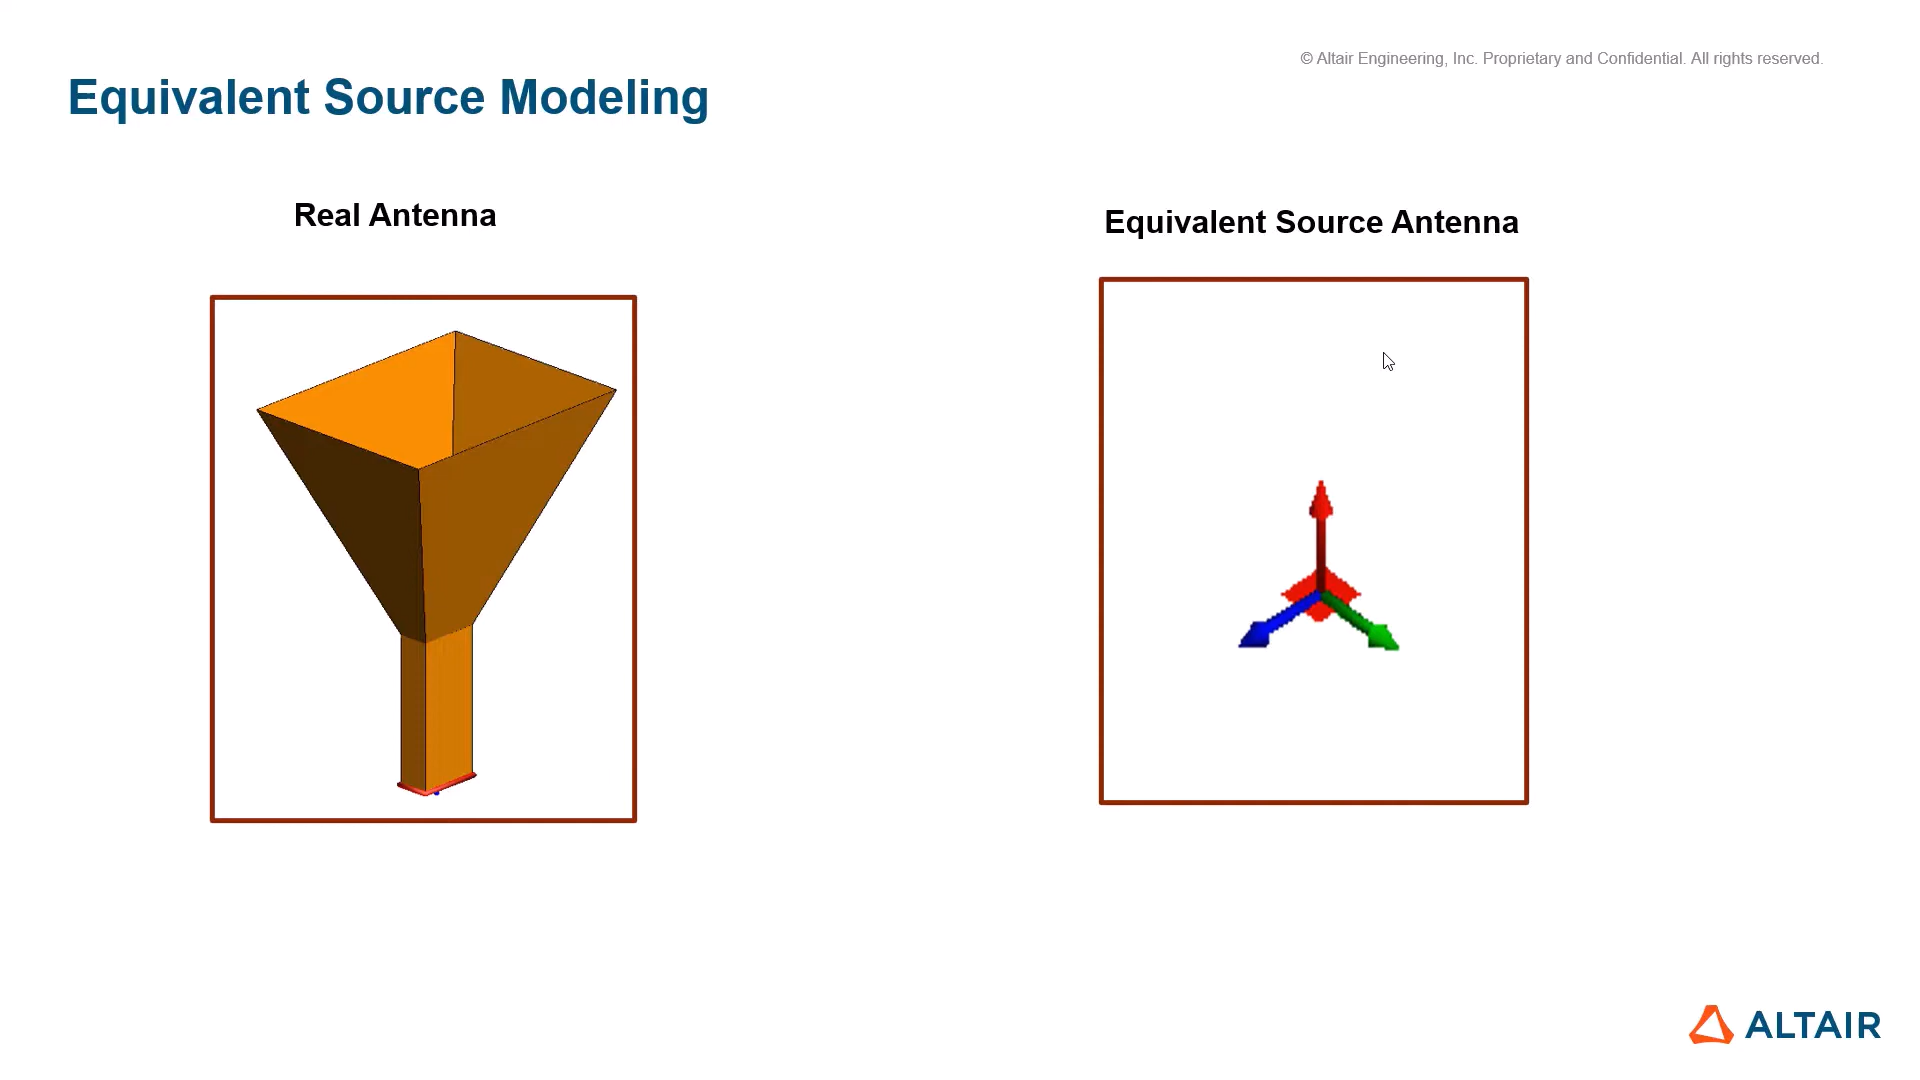 © Altair Engineering, Inc. Proprietary and Confidential. All rights reserved.
Equivalent Source Modeling
Real Antenna
Equivalent Source Antenna
ALTAIR